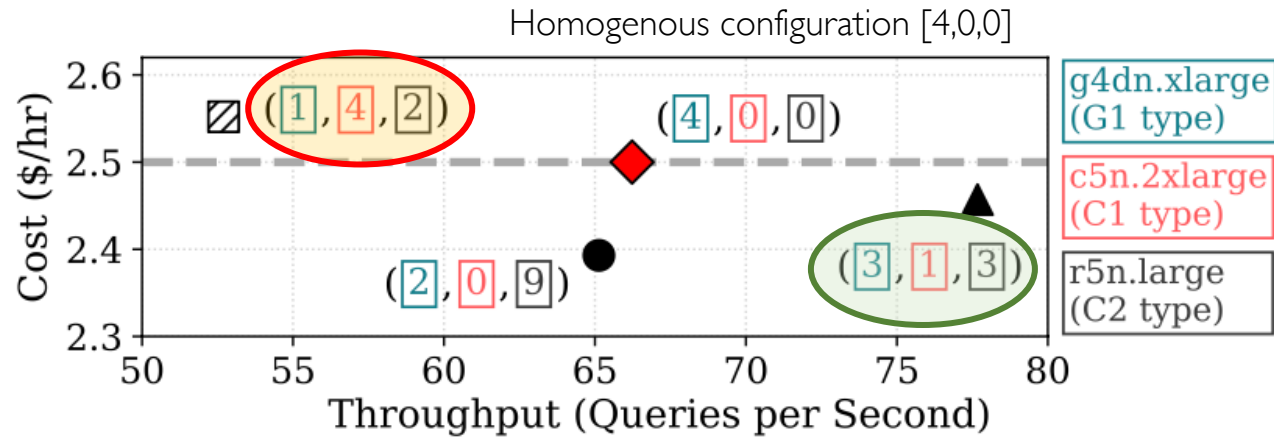 Homogenous configuration [4,0,0]
2.6
2.5
2.4
2.3
Cost ($/hr)
(1,4,2)
(4,0,0)
(2,0,9)
(3,1,3)
50 55 60 65 70 75 80
Throughput (Queries per Second)
g4dn.xlarge
(G1 type)
c5n.2xlarge
(C1 type)
r5n.large
(C2 type)